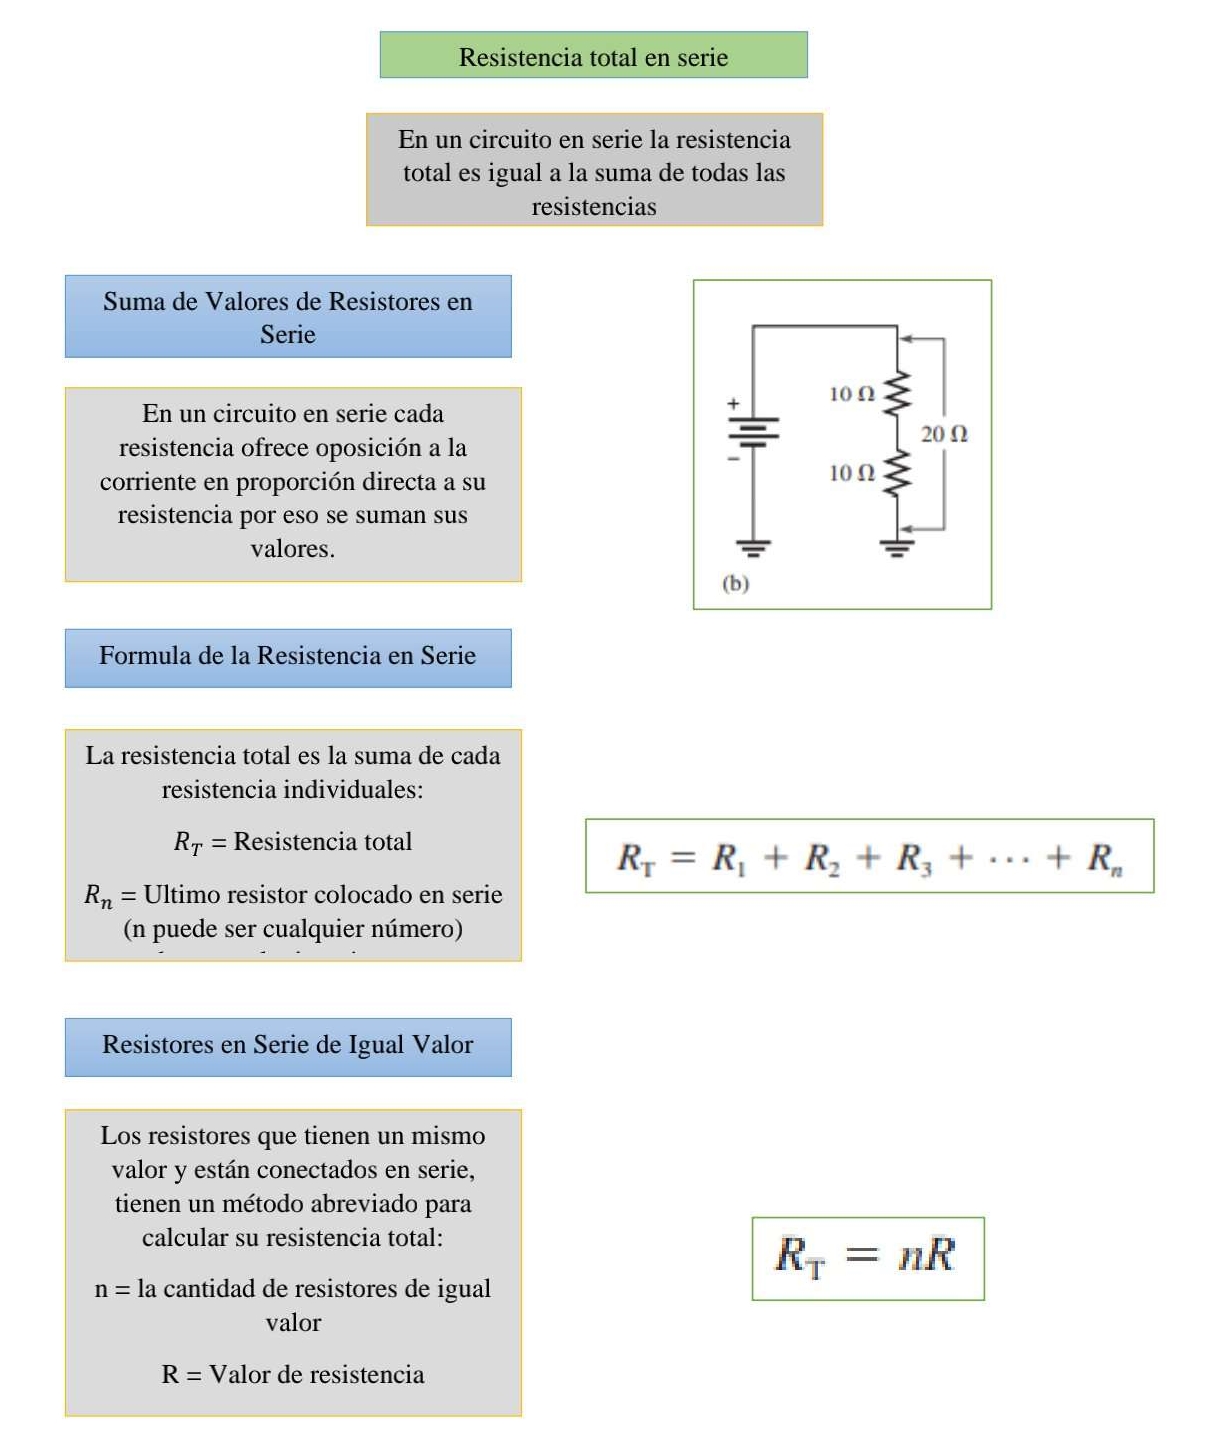 Resistencia total en serie
En un circuito en serie la resistencia
total es igual a la suma de todas las
resistencias
Suma de Valores de Resistores en
Serie
En un circuito en serie cada
resistencia ofrece oposición a la
corriente en proporción directa a su
resistencia por eso se suman sus
valores.
+
−
10 Ω
20 Ω
10 Ω
(b)
Formula de la Resistencia en Serie
La resistencia total es la suma de cada
resistencia individuales:
R_T = Resistencia total
R_n = Ultimo resistor colocado en serie
(n puede ser cualquier número)
R_T = R_1 + R_2 + R_3 + ··· + R_n
Resistores en Serie de Igual Valor
Los resistores que tienen un mismo
valor y están conectados en serie,
tienen un método abreviado para
calcular su resistencia total:
n = la cantidad de resistores de igual
valor
R = Valor de resistencia
R_T = nR